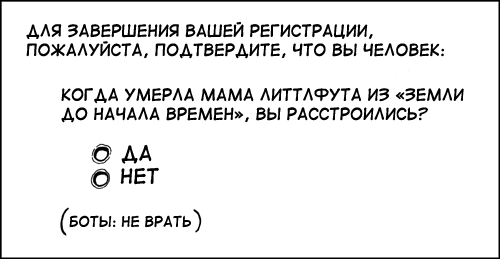 ДЛЯ ЗАВЕРШЕНИЯ ВАШЕЙ РЕГИСТРАЦИИ,
ПОЖАЛУЙСТА, ПОДТВЕРДИТЕ, ЧТО ВЫ ЧЕЛОВЕК:
КОГДА УМЕРЛА МАМА ЛИТТЛФУТА ИЗ «ЗЕМЛИ
ДО НАЧАЛА ВРЕМЕН», ВЫ РАССТРОИЛИСЬ?
ДА
НЕТ
(БОТЫ: НЕ ВРАТЬ)